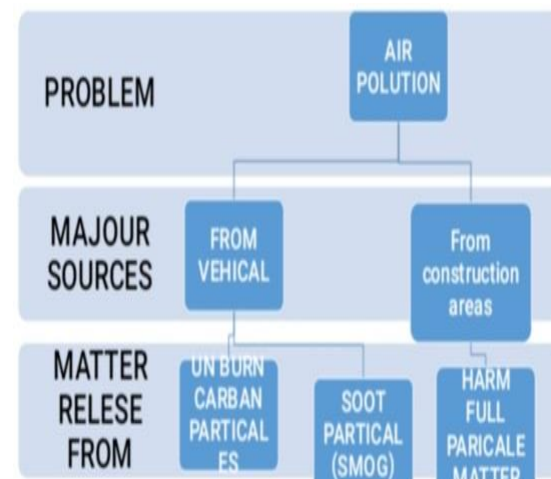 PROBLEM
AIR
POLUTION
MAJOUR
SOURCES
FROM
VEHICAL
From
construction
areas
MATTER
RELESE
FROM
UN BURN
CARBAN
PARTICAL
ES
SOOT
PARTICAL
(SMOG)
HARM
FULL
PARICALE
MATTER